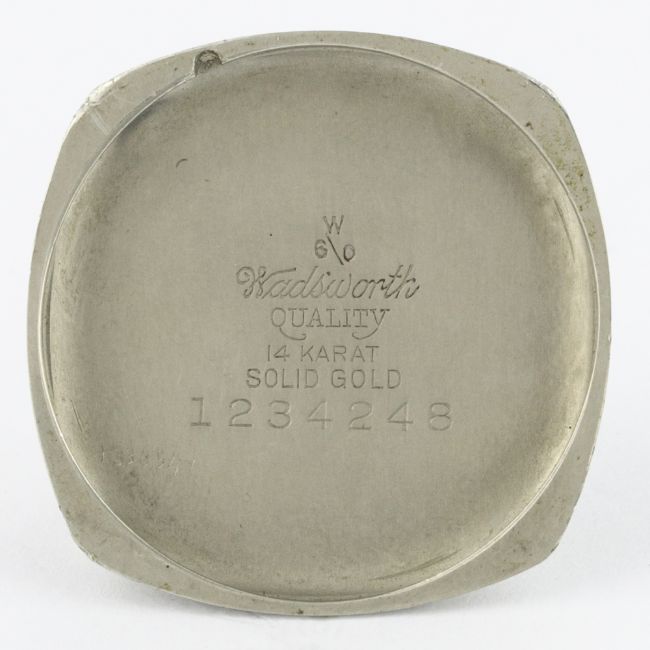 W
6\0
Wadsworth
QUALITY
14 KARAT
SOLID GOLD
1234248